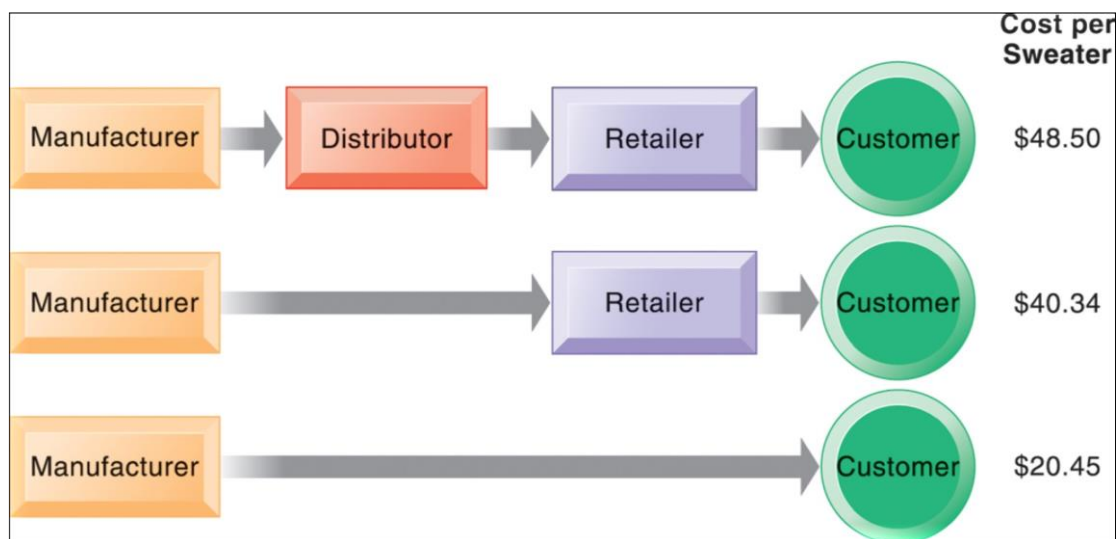 Cost per
Sweater
Manufacturer Distributor Retailer Customer $48.50
Manufacturer Retailer Customer $40.34
Manufacturer Customer $20.45